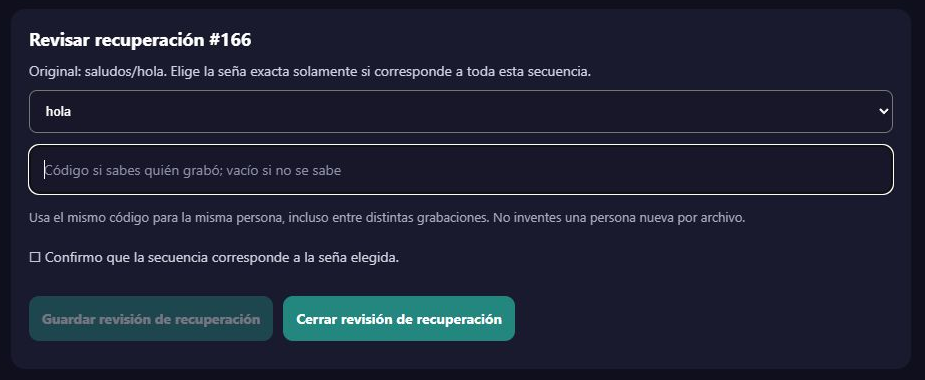 Revisar recuperación #166
Original: saludos/hola. Elige la seña exacta solamente si corresponde a toda esta secuencia.
hola
Código si sabes quién grabó; vacío si no se sabe
Usa el mismo código para la misma persona, incluso entre distintas grabaciones. No inventes una persona nueva por archivo.
Confirmo que la secuencia corresponde a la seña elegida.
Guardar revisión de recuperación Cerrar revisión de recuperación